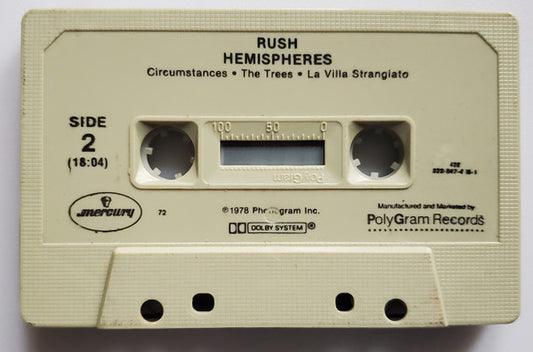 RUSH
HEMISPHERES
Circumstances • The Trees • La Villa Strangiato
SIDE
2
(18:04)
100 50 0
PolyGram
422
mercury
72
℗1978 Phonogram Inc.
DOLBY SYSTEM ®
Manufactured and Marketed by
PolyGram Records